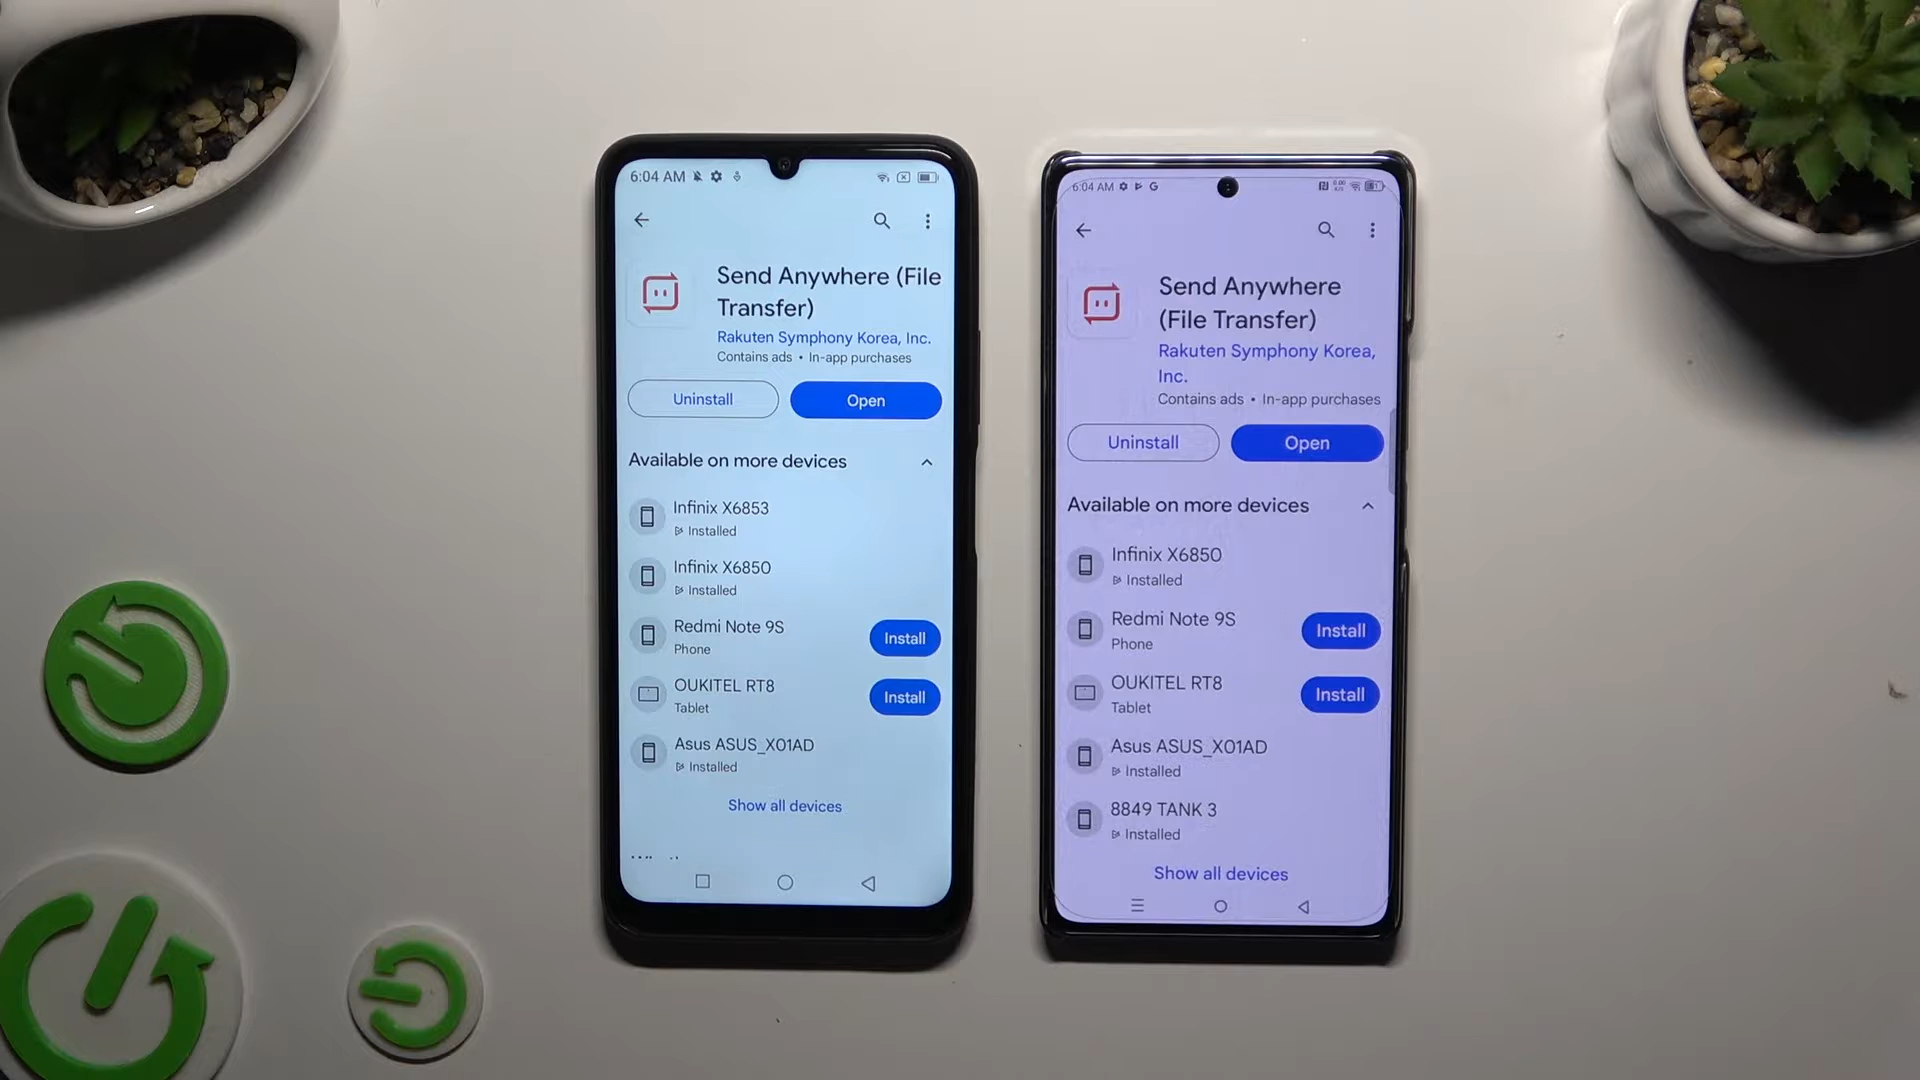 6:04 AM
Send Anywhere (File
Transfer)
Rakuten Symphony Korea, Inc.
Contains ads • In-app purchases
Uninstall
Open
Available on more devices
Infinix X6853
Installed
Infinix X6850
Installed
Redmi Note 9S
Phone
Install
OUKITEL RT8
Tablet
Install
Asus ASUS_X01AD
Installed
Show all devices
6:04 AM
Send Anywhere
(File Transfer)
Rakuten Symphony Korea,
Inc.
Contains ads • In-app purchases
Uninstall
Open
Available on more devices
Infinix X6850
Installed
Redmi Note 9S
Phone
Install
OUKITEL RT8
Tablet
Install
Asus ASUS_X01AD
Installed
8849 TANK 3
Installed
Show all devices